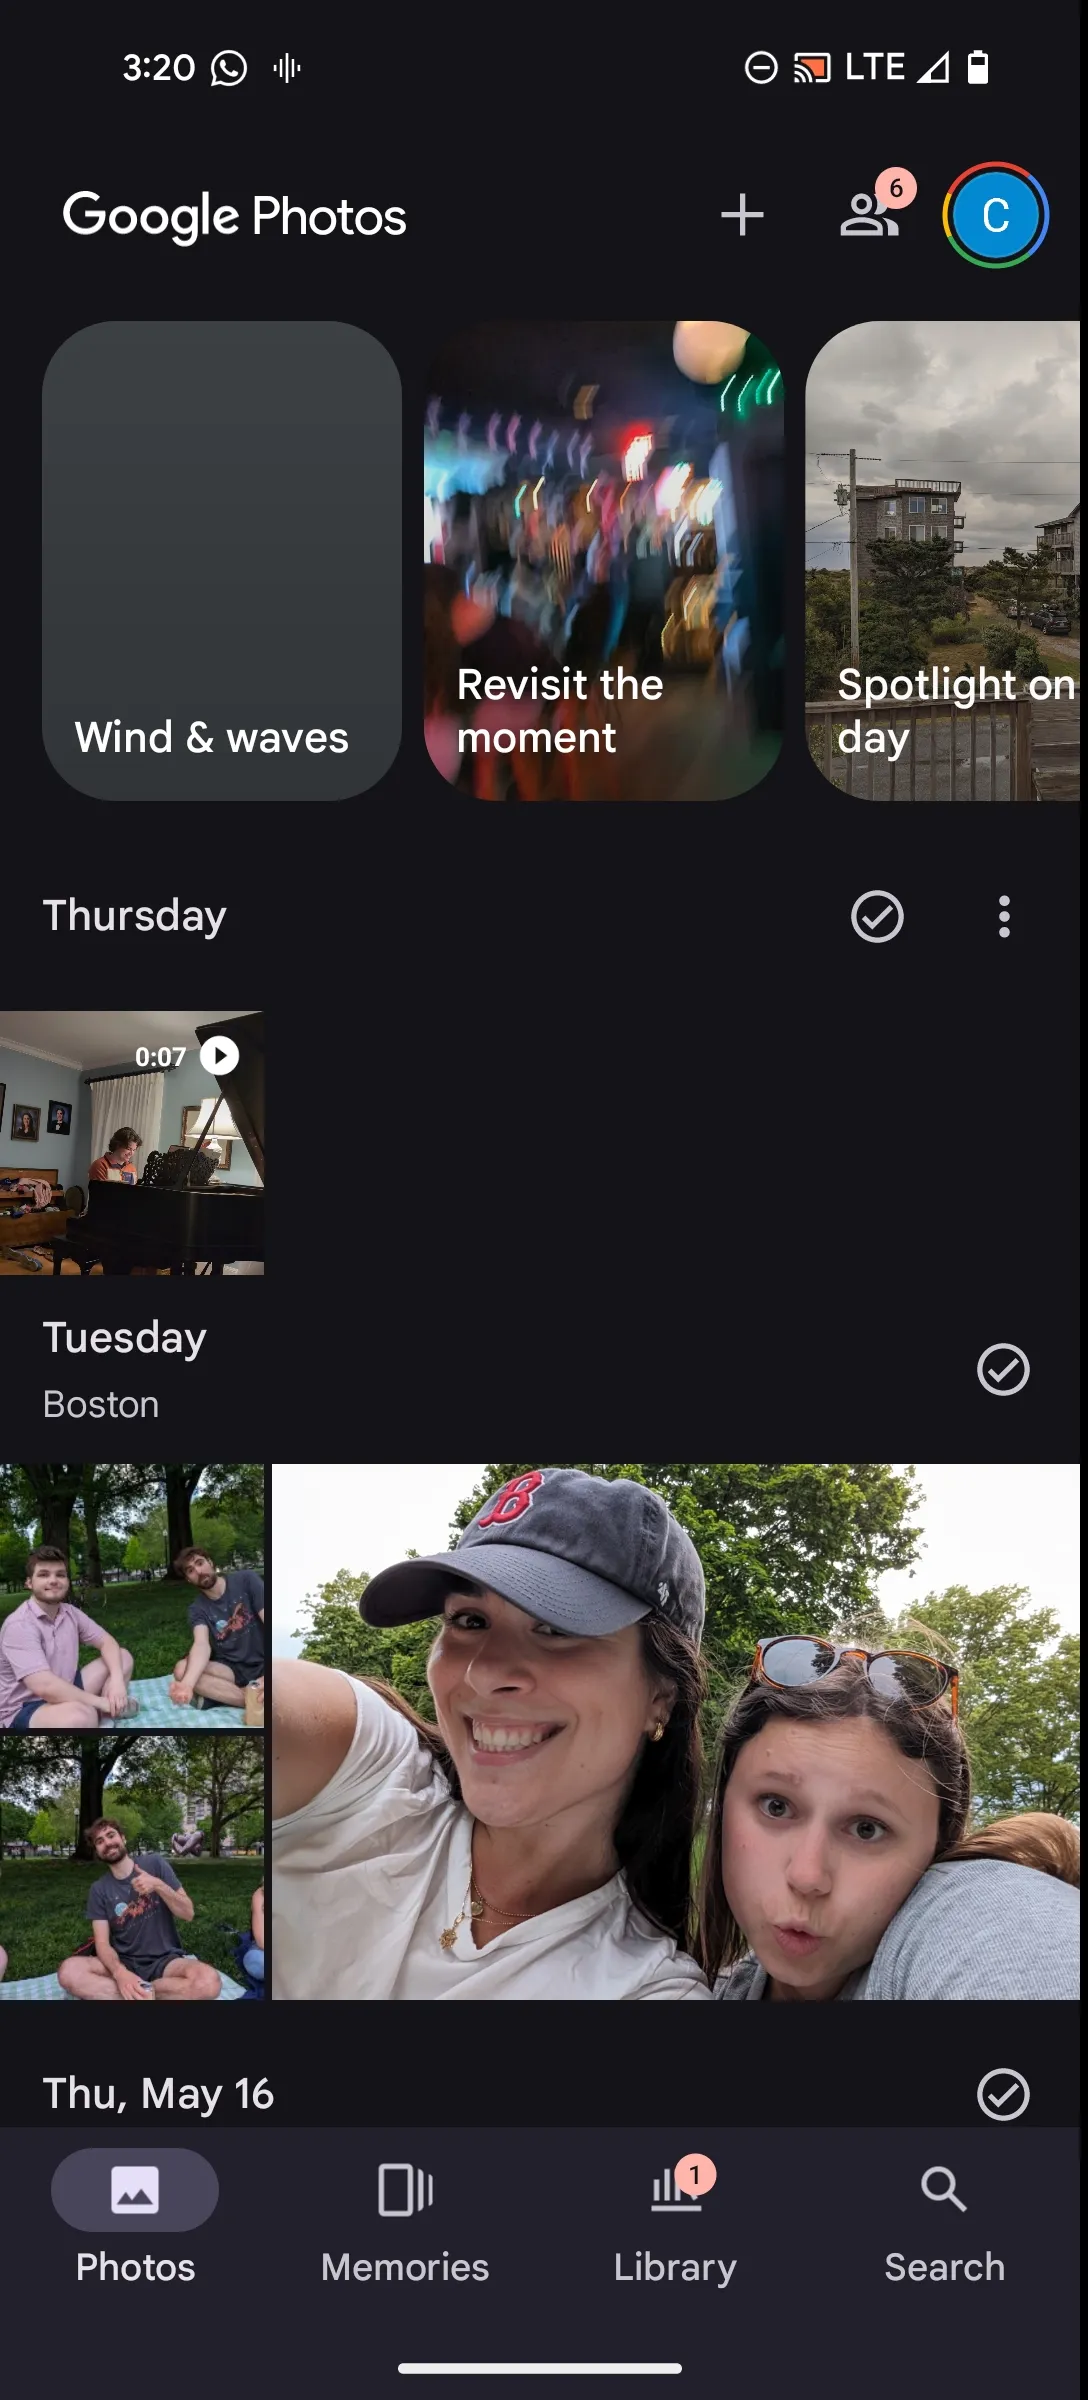 3:20 LTE
Google Photos
6
C
Wind & waves
Revisit the
moment
Spotlight on
day
Thursday
0:07
Tuesday
Boston
B
Thu, May 16
1
Photos Memories Library Search